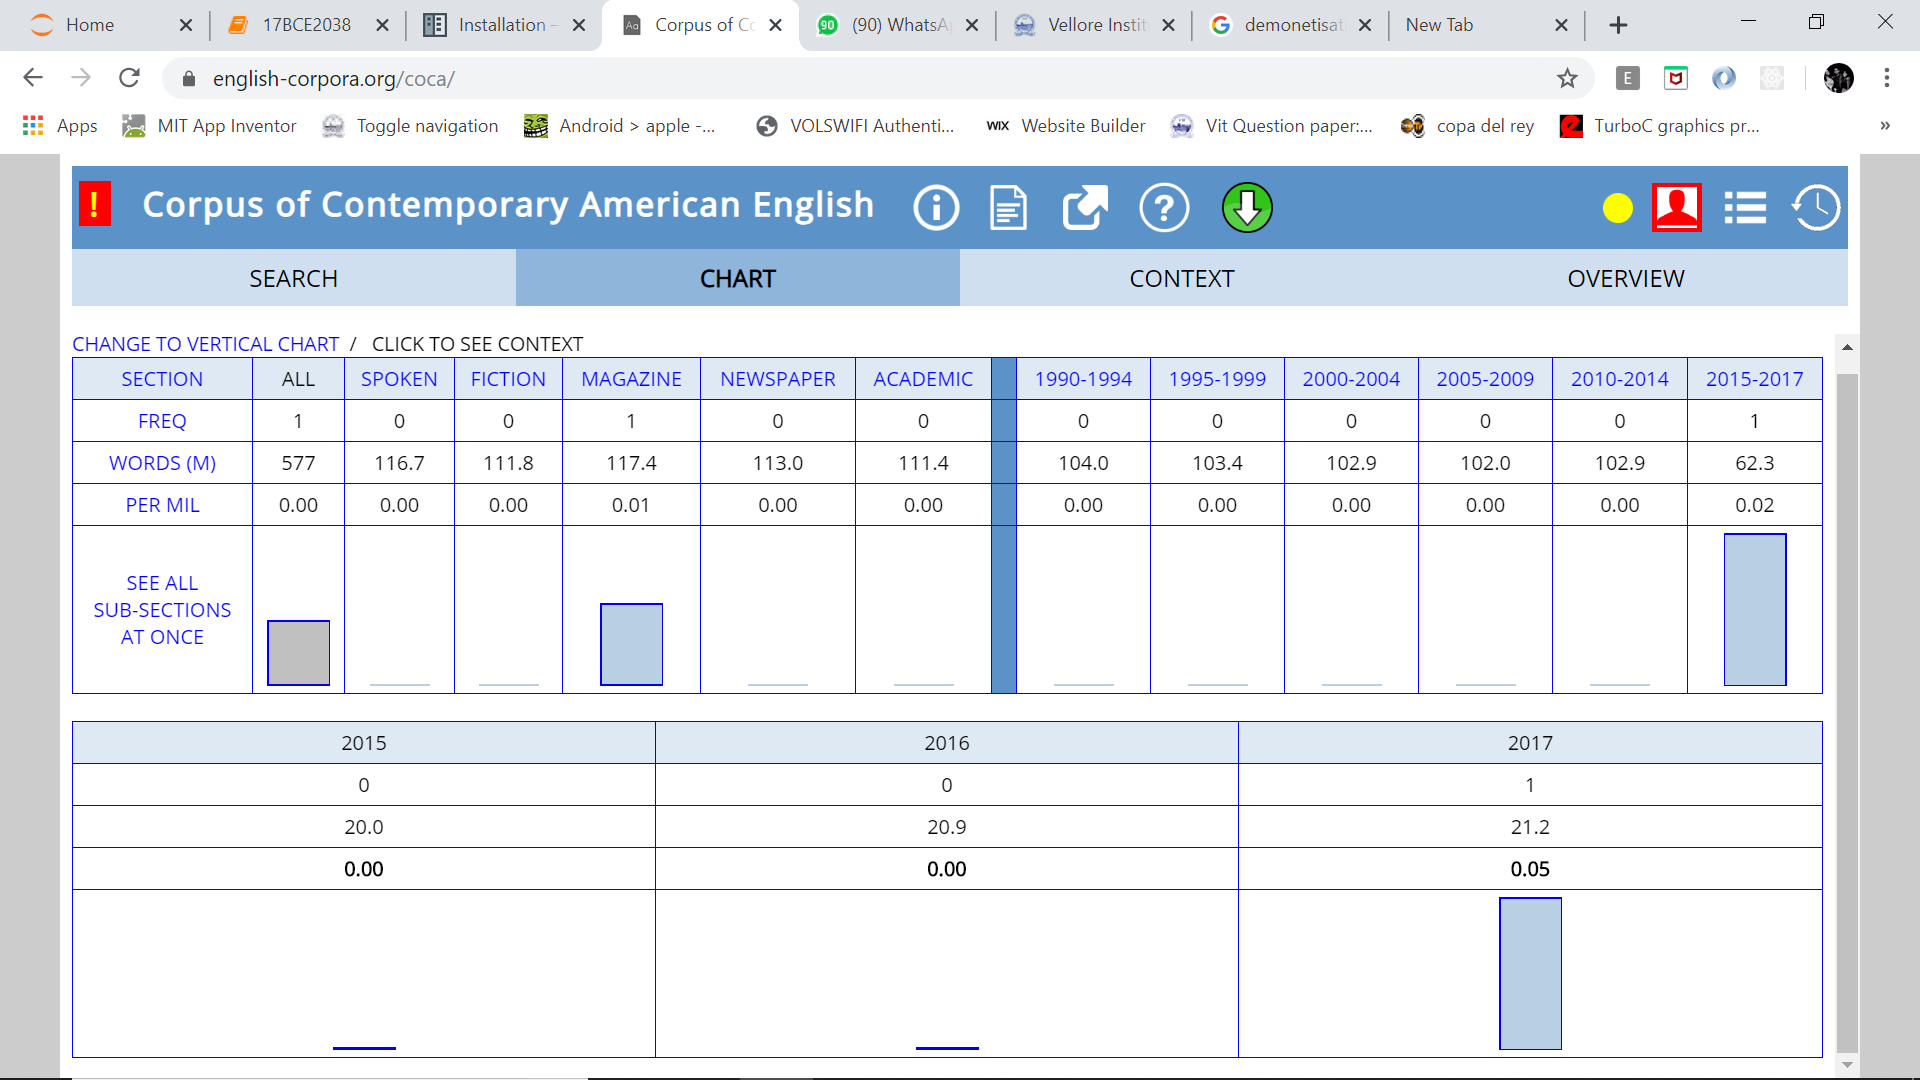 Home 17BCE2038 Installation - Corpus of Co (90) WhatsA Vellore Instit demonetisat New Tab
english-corpora.org/coca/ E
Apps MIT App Inventor Toggle navigation Android > apple -... VOLSWIFI Authenti... WIX Website Builder Vit Question paper:... copa del rey TurboC graphics pr... »
! Corpus of Contemporary American English i ?
SEARCH CHART CONTEXT OVERVIEW
CHANGE TO VERTICAL CHART / CLICK TO SEE CONTEXT
SECTION ALL SPOKEN FICTION MAGAZINE NEWSPAPER ACADEMIC 1990-1994 1995-1999 2000-2004 2005-2009 2010-2014 2015-2017
FREQ 1 0 0 1 0 0 0 0 0 0 0 1
WORDS (M) 577 116.7 111.8 117.4 113.0 111.4 104.0 103.4 102.9 102.0 102.9 62.3
PER MIL 0.00 0.00 0.00 0.01 0.00 0.00 0.00 0.00 0.00 0.00 0.00 0.02
SEE ALL
SUB-SECTIONS
AT ONCE
2015 2016 2017
0 0 1
20.0 20.9 21.2
0.00 0.00 0.05